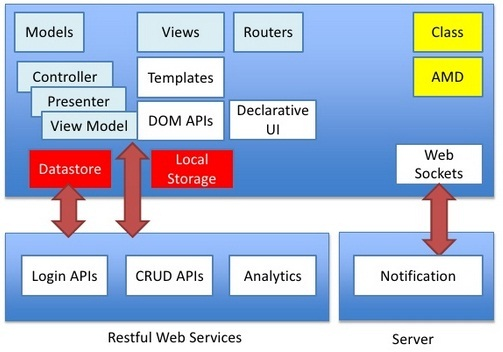 Models
Views
Routers
Class
Controller
Templates
AMD
Presenter
View Model
DOM APIs
Declarative
UI
Datastore
Local
Storage
Web
Sockets
Login APIs
CRUD APIs
Analytics
Notification
Restful Web Services
Server